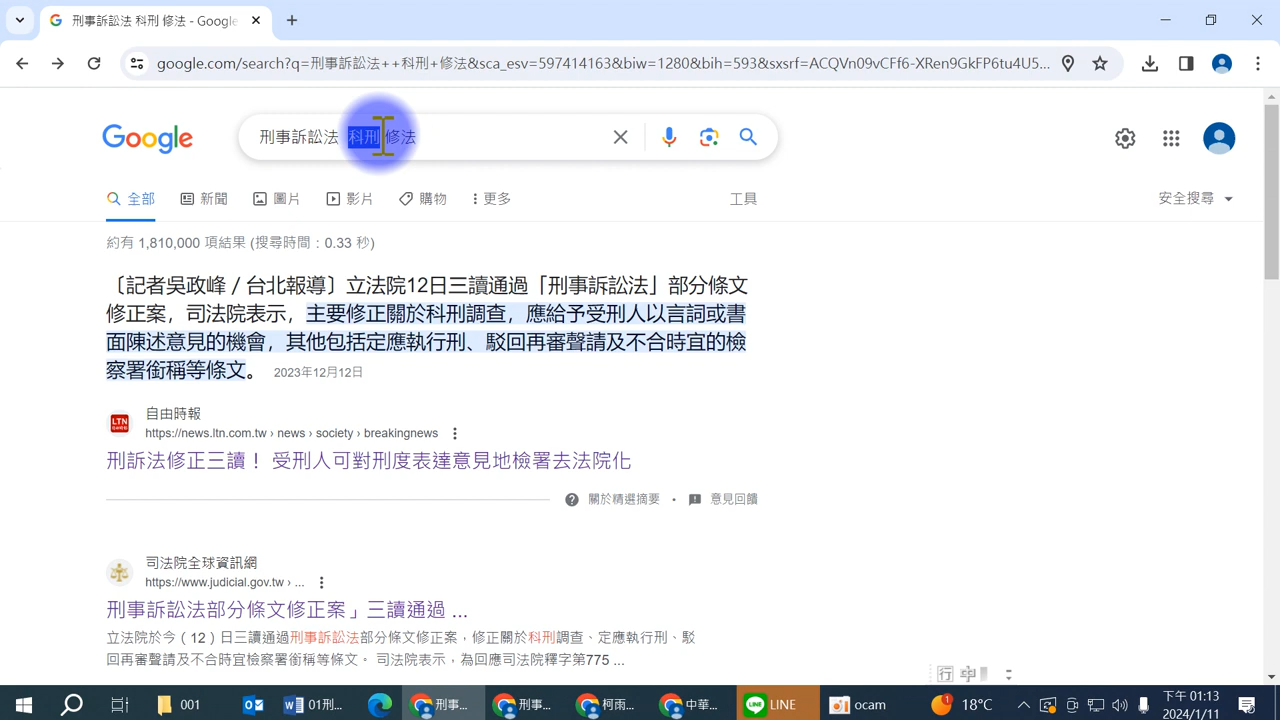 刑事訴訟法 科刑 修法 - Google
google.com/search?q=刑事訴訟法++科刑+修法&sca_esv=597414163&biw=1280&bih=593&sxsrf=ACQVn09vCFf6-XRen9GkFP6tu4U5...
Google
刑事訴訟法 科刑 修法
全部 新聞 圖片 影片 購物 更多 工具 安全搜尋
約有 1,810,000 項結果 (搜尋時間：0.33 秒)
〔記者吳政峰／台北報導〕立法院12日三讀通過「刑事訴訟法」部分條文
修正案，司法院表示，主要修正關於科刑調查，應給予受刑人以言詞或書
面陳述意見的機會，其他包括定應執行刑、駁回再審聲請及不合時宜的檢
察署銜稱等條文。 2023年12月12日
LTN
自由時報
https://news.ltn.com.tw › news › society › breakingnews
刑訴法修正三讀！ 受刑人可對刑度表達意見地檢署去法院化
關於精選摘要 • 意見回饋
司法院全球資訊網
https://www.judicial.gov.tw › ...
刑事訴訟法部分條文修正案」三讀通過 ...
立法院於今（12）日三讀通過刑事訴訟法部分條文修正案，修正關於科刑調查、定應執行刑、駁
回再審聲請及不合時宜檢察署銜稱等條文。 司法院表示，為回應司法院釋字第775 ...
行 中
001 01刑... 刑事... 刑事... 柯雨... 中華... LINE ocam 1 18°C 下午 01:13
2024/1/11